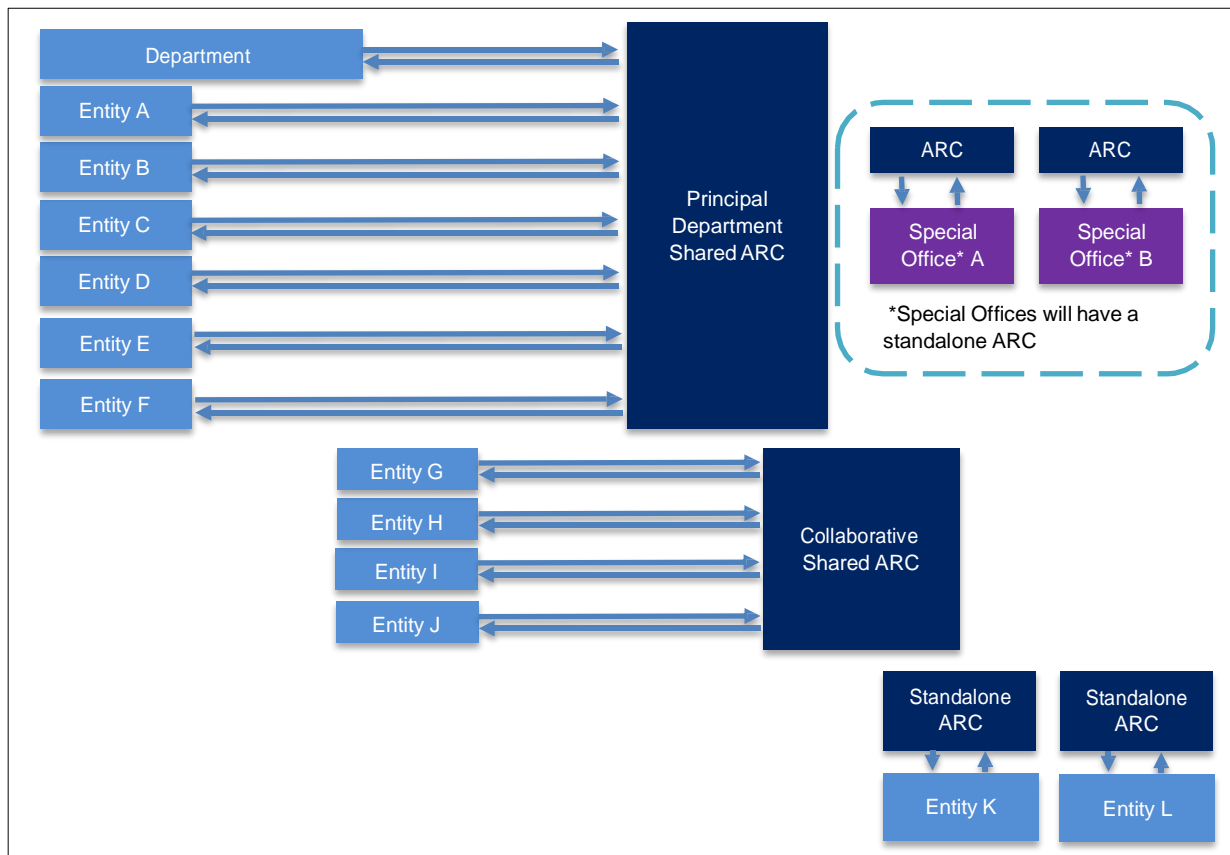 Department
Entity A
Entity B
Entity C
Entity D
Entity E
Entity F
Principal
Department
Shared ARC
ARC
ARC
Special
Office* A
Special
Office* B
*Special Offices will have a
standalone ARC
Entity G
Entity H
Entity I
Entity J
Collaborative
Shared ARC
Standalone
ARC
Standalone
ARC
Entity K
Entity L